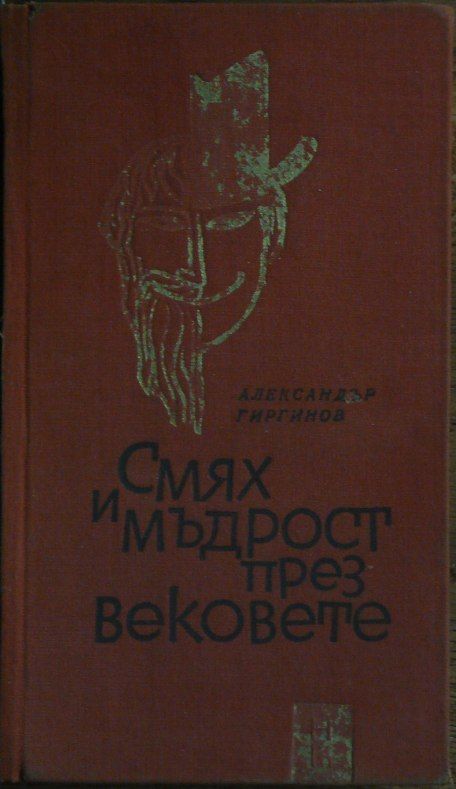 АЛЕКСАНДЪР
ГИРГИНОВ
Смях
и мъдрост
през
вековете